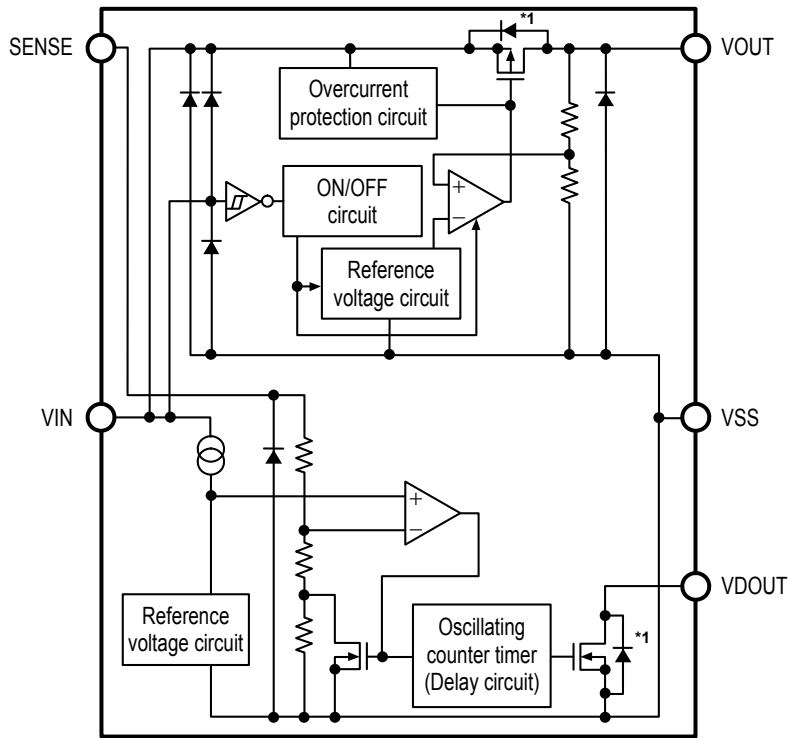 *1
SENSE
VOUT
Overcurrent
protection circuit
+
−
ON/OFF
circuit
Reference
voltage circuit
VIN
VSS
+
−
VDOUT
Reference
voltage circuit
Oscillating
counter timer
(Delay circuit)
*1